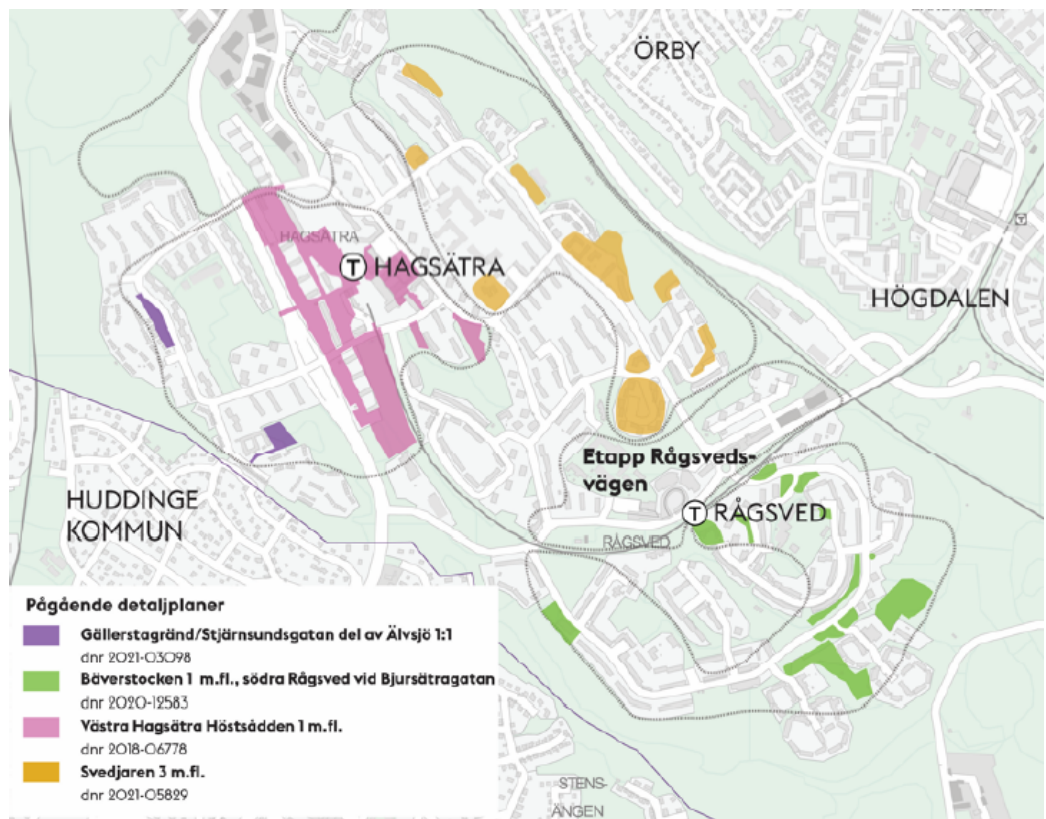 ÖRBY
HAGSÄTRA
T HAGSÄTRA
HÖGDALEN
T
Etapp Rågsveds-
vägen
HUDDINGE
KOMMUN
T RÅGSVED
RÅGSVED
Pågående detaljplaner
Gällerstagränd/Stjärnsundsgatan del av Älvsjö 1:1
dnr 2021-03098
Bäverstocken 1 m.fl., södra Rågsved vid Bjursätragatan
dnr 2020-12583
Västra Hagsätra Höstsådden 1 m.fl.
dnr 2018-06778
Svedjaren 3 m.fl.
dnr 2021-05829
STENS-
ÄNGEN